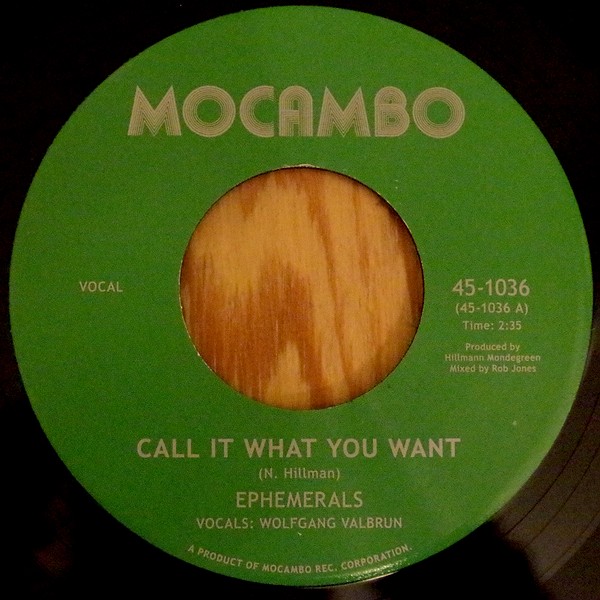 MOCAMBO
VOCAL
45-1036
(45-1036 A)
Time: 2:35
Produced by
Hillmann Mondegreen
Mixed by Rob Jones
CALL IT WHAT YOU WANT
(N. Hillman)
EPHEMERALS
VOCALS: WOLFGANG VALBRUN
A PRODUCT OF MOCAMBO REC. CORPORATION.